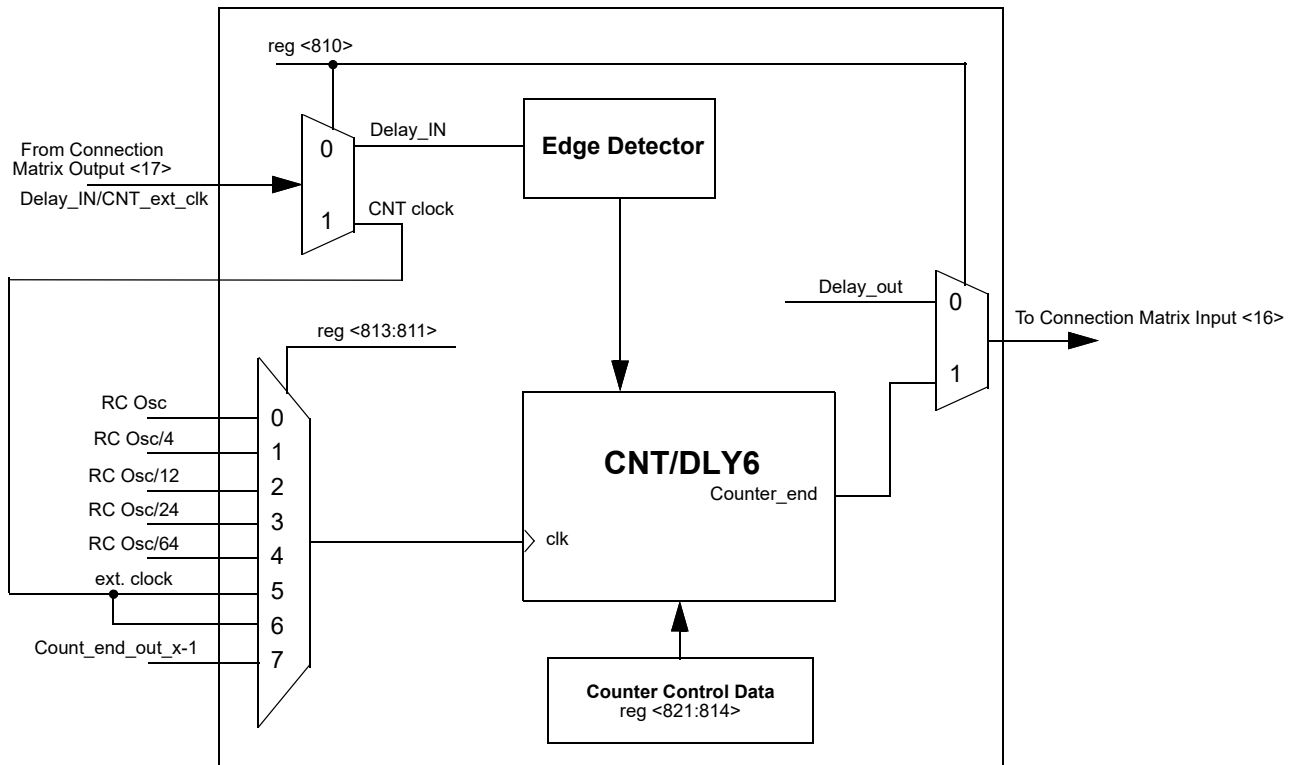 reg <810>
From Connection
Matrix Output <17>
Delay_IN/CNT_ext_clk
0
1
Delay_IN
CNT clock
Edge Detector
Delay_out
0
1
To Connection Matrix Input <16>
reg <813:811>
RC Osc
RC Osc/4
RC Osc/12
RC Osc/24
RC Osc/64
ext. clock
Count_end_out_x-1
0
1
2
3
4
5
6
7
CNT/DLY6
Counter_end
clk
Counter Control Data
reg <821:814>